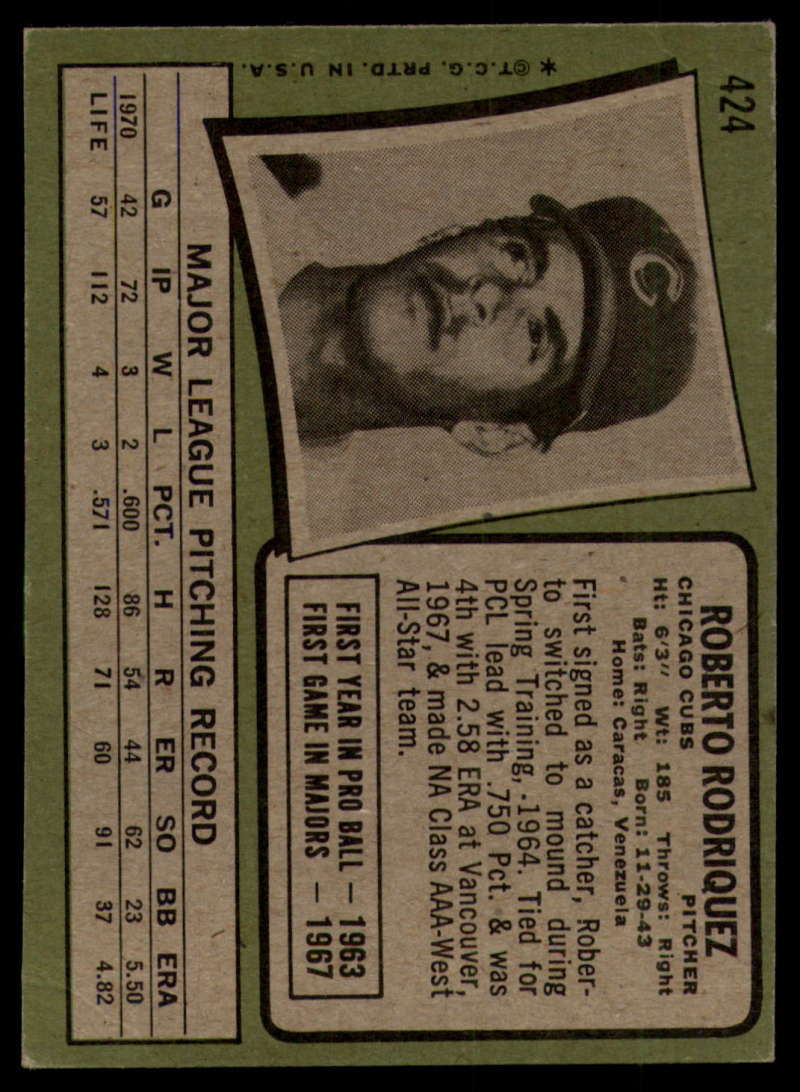 424
* ©T.C.G. PRTD. IN U.S.A.
C
ROBERTO RODRIQUEZ
CHICAGO CUBS PITCHER
Ht: 6'3" Wt: 185 Throws: Right
Bats: Right Born: 11-29-43
Home: Caracas, Venezuela
First signed as a catcher, Rober-
to switched to mound during
Spring Training, 1964. Tied for
PCL lead with .750 Pct. & was
4th with 2.58 ERA at Vancouver,
1967, & made NA Class AAA-West
All-Star team.
FIRST YEAR IN PRO BALL — 1963
FIRST GAME IN MAJORS — 1967
MAJOR LEAGUE PITCHING RECORD
G IP W L PCT. H R ER SO BB ERA
1970 42 72 3 2 .600 86 54 44 62 23 5.50
LIFE 57 112 4 3 .571 128 71 60 91 37 4.82